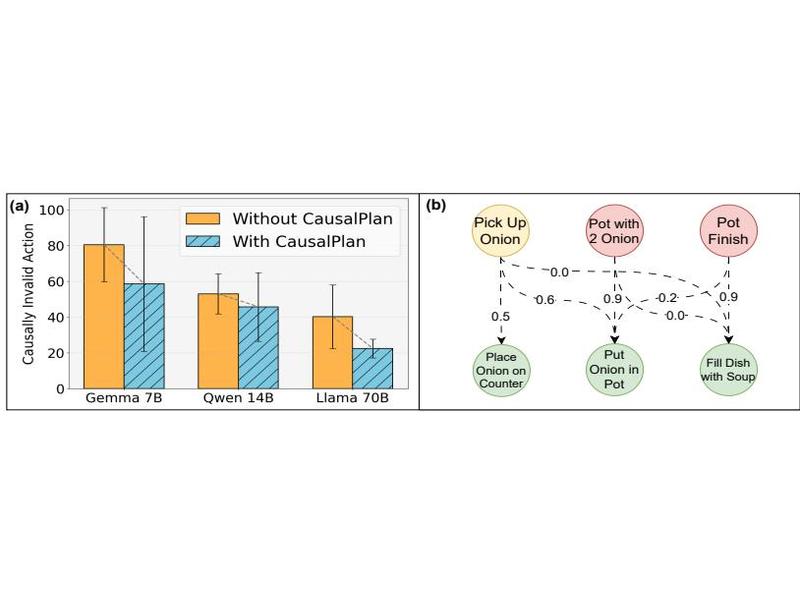 (a)
Causally Invalid Action
100
80
60
40
20
0
Without CausalPlan
With CausalPlan
Gemma 7B
Qwen 14B
Llama 70B
(b)
Pick Up
Onion
Pot with
2 Onion
Pot
Finish
0.0
0.6
0.9
0.2
0.9
0.5
0.0
Place
Onion on
Counter
Put
Onion in
Pot
Fill Dish
with Soup